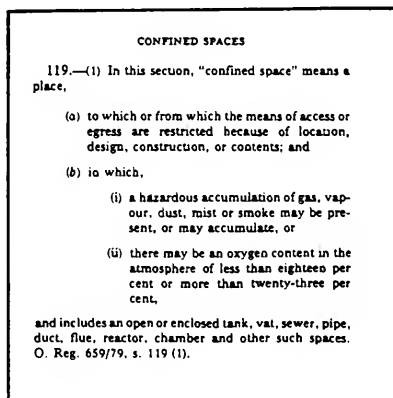 CONFINED SPACES
119.—(1) In this section, "confined space" means a
place,
(a) to which or from which the means of access or
egress are restricted because of location,
design, construction, or contents; and
(b) in which,
(i) a hazardous accumulation of gas, vap-
our, dust, mist or smoke may be pre-
sent, or may accumulate, or
(ii) there may be an oxygen content in the
atmosphere of less than eighteen per
cent or more than twenty-three per
cent,
and includes an open or enclosed tank, vat, sewer, pipe,
duct, flue, reactor, chamber and other such spaces.
O. Reg. 659/79, s. 119 (1).